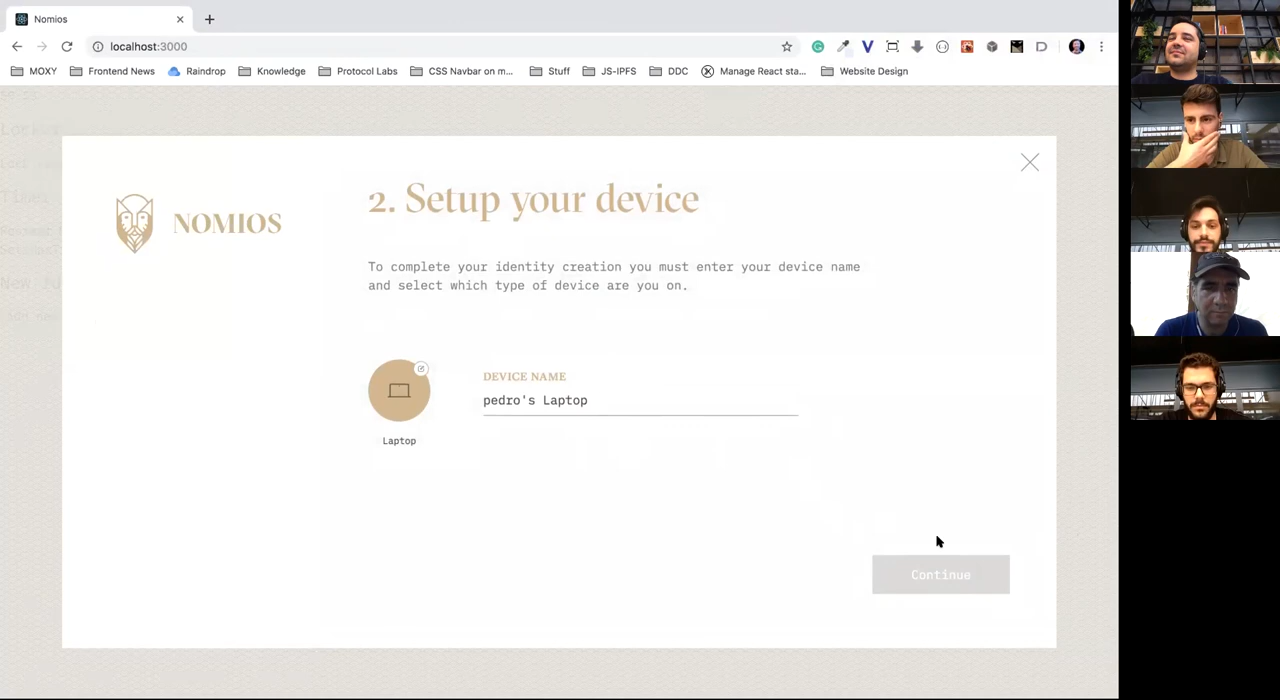 Nomios
localhost:3000
MOXY
Frontend News
Raindrop
Knowledge
Protocol Labs
CSS Navbar on m...
Stuff
JS-IPFS
DDC
Manage React sta...
Website Design
NOMIOS
2. Setup your device
To complete your identity creation you must enter your device name
and select which type of device are you on.
DEVICE NAME
pedro's Laptop
Laptop
Continue